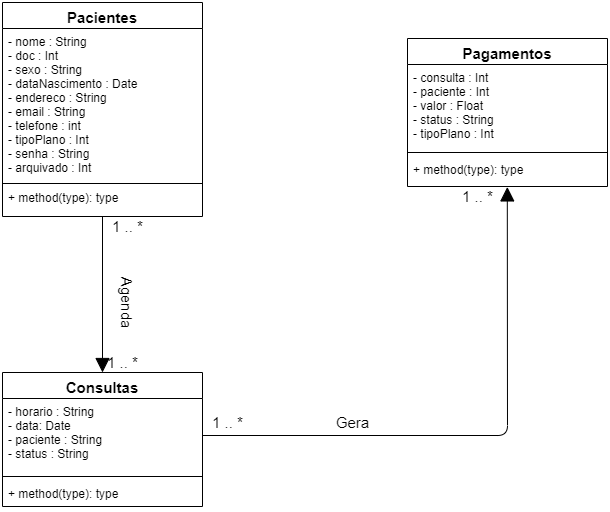 Pacientes
- nome : String
- doc : Int
- sexo : String
- dataNascimento : Date
- endereco : String
- email : String
- telefone : int
- tipoPlano : Int
- senha : String
- arquivado : Int
+ method(type): type
Pagamentos
- consulta : Int
- paciente : Int
- valor : Float
- status : String
- tipoPlano : Int
+ method(type): type
1 .. *
1 .. *
Agenda
1 .. *
Consultas
- horario : String
- data: Date
- paciente : String
- status : String
+ method(type): type
1 .. *
Gera